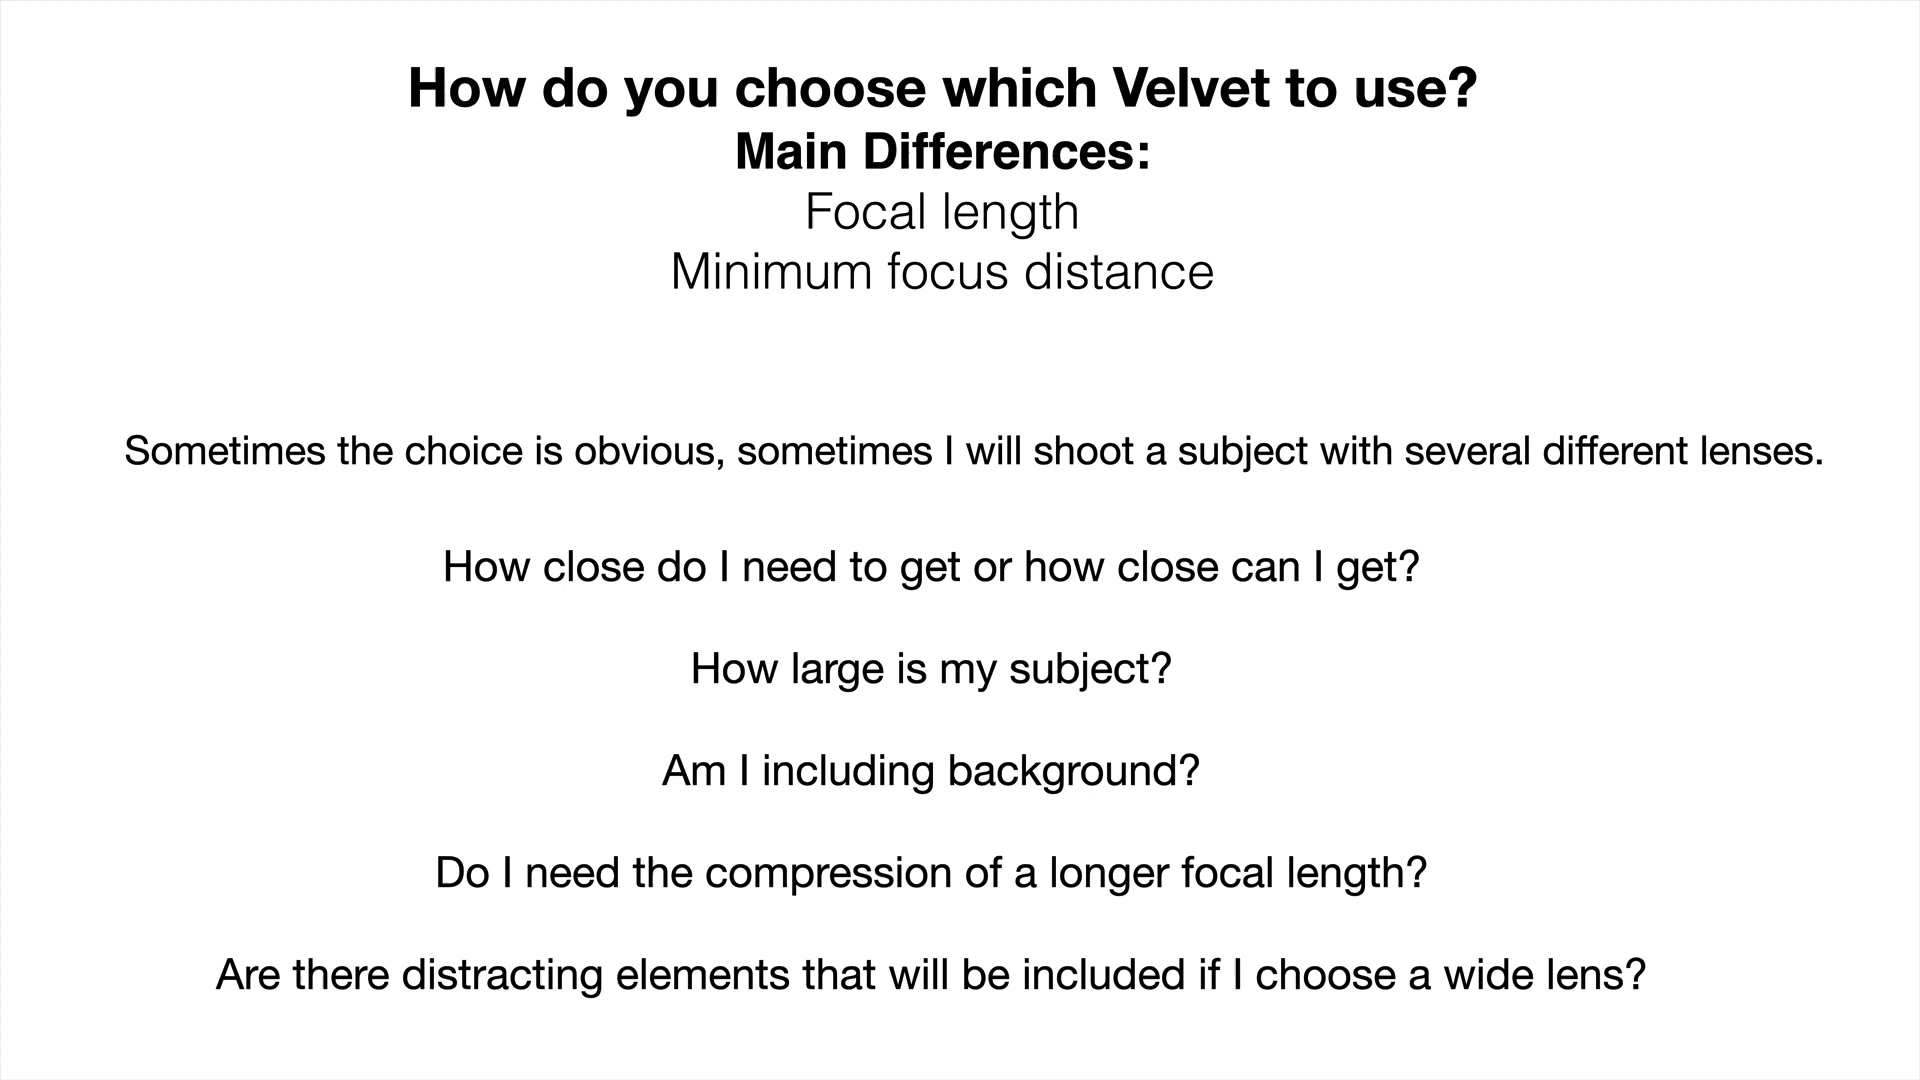 How do you choose which Velvet to use?
Main Differences:
Focal length
Minimum focus distance
Sometimes the choice is obvious, sometimes I will shoot a subject with several different lenses.
How close do I need to get or how close can I get?
How large is my subject?
Am I including background?
Do I need the compression of a longer focal length?
Are there distracting elements that will be included if I choose a wide lens?